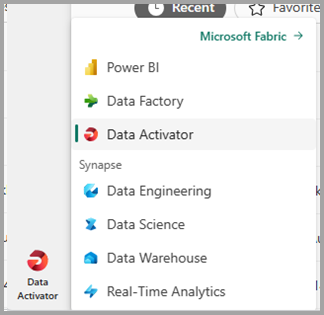 Recent
Favorite
Microsoft Fabric
Power BI
Data Factory
Data Activator
Synapse
Data Engineering
Data Science
Data Warehouse
Real-Time Analytics
Data
Activator